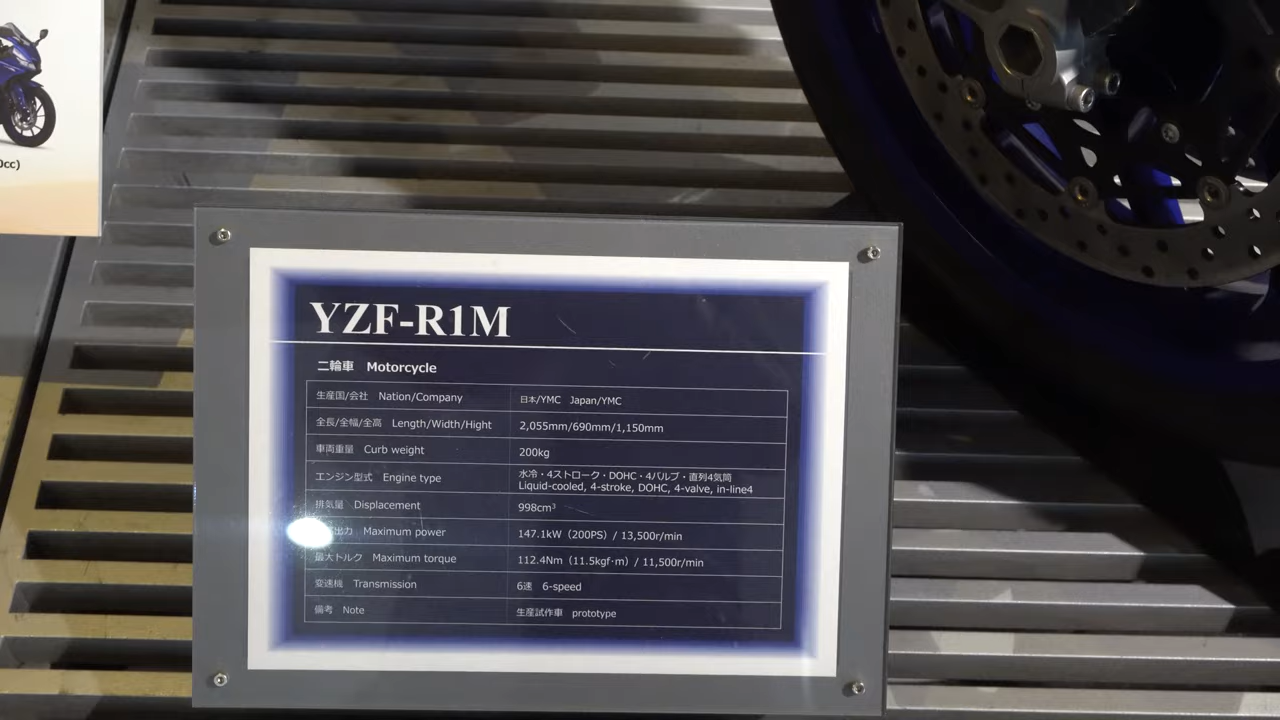 0cc)
YZF-R1M
二輪車 Motorcycle
生産国/会社 Nation/Company 日本/YMC Japan/YMC
全長/全幅/全高 Length/Width/Hight 2,055mm/690mm/1,150mm
車両重量 Curb weight 200kg
エンジン型式 Engine type 水冷・4ストローク・DOHC・4バルブ・直列4気筒
Liquid-cooled, 4-stroke, DOHC, 4-valve, in-line4
排気量 Displacement 998cm³
出力 Maximum power 147.1kW（200PS）/ 13,500r/min
最大トルク Maximum torque 112.4Nm（11.5kgf·m）/ 11,500r/min
変速機 Transmission 6速 6-speed
備考 Note 生産試作車 prototype